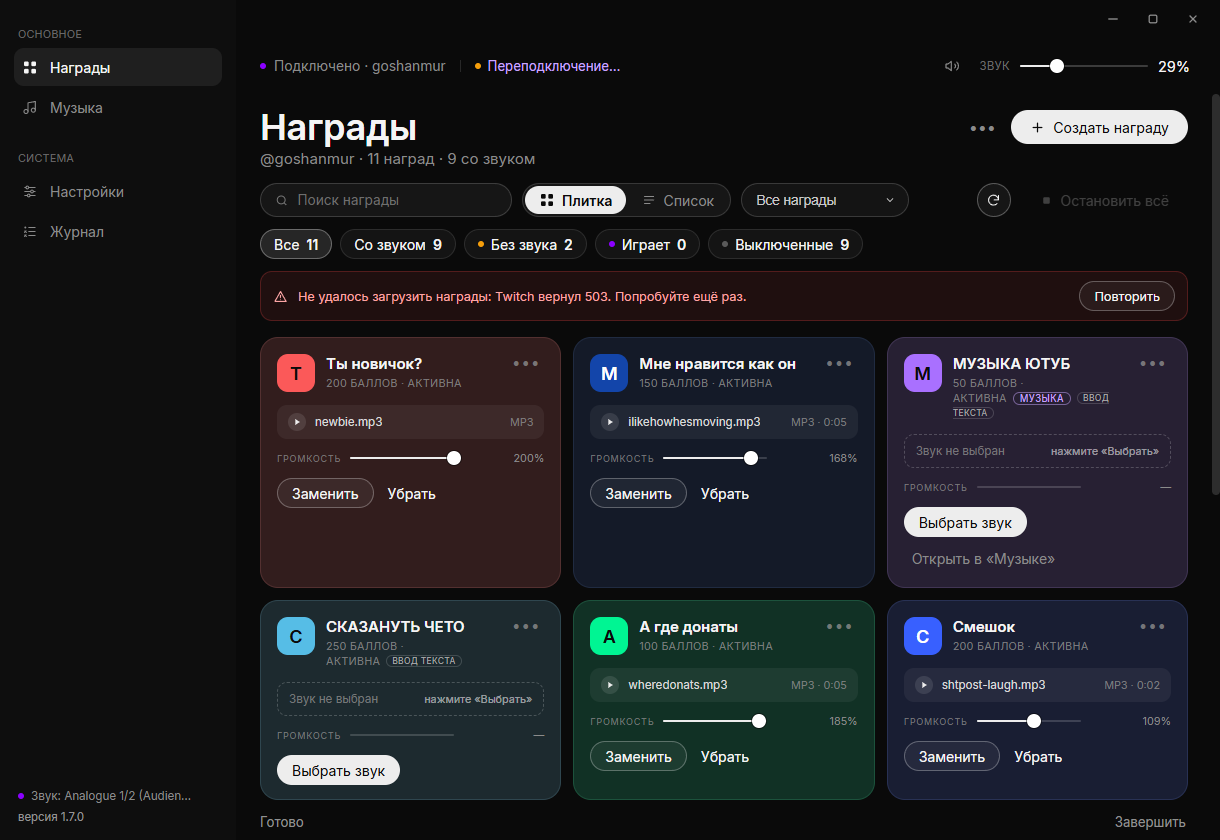 ОСНОВНОЕ
Награды
Музыка
СИСТЕМА
Настройки
Журнал
Звук: Analogue 1/2 (Audien...
версия 1.7.0
Подключено · goshanmur
Переподключение...
ЗВУК
29%
Награды
@goshanmur · 11 наград · 9 со звуком
Создать награду
Поиск награды
Плитка
Список
Все награды
Остановить всё
Все 11
Со звуком 9
Без звука 2
Играет 0
Выключенные 9
Не удалось загрузить награды: Twitch вернул 503. Попробуйте ещё раз.
Повторить
Т
Ты новичок?
200 БАЛЛОВ · АКТИВНА
newbie.mp3
MP3
ГРОМКОСТЬ
200%
Заменить
Убрать
М
Мне нравится как он
150 БАЛЛОВ · АКТИВНА
ilikehowhesmoving.mp3
MP3 · 0:05
ГРОМКОСТЬ
168%
Заменить
Убрать
М
МУЗЫКА ЮТУБ
50 БАЛЛОВ ·
АКТИВНА МУЗЫКА ВВОД
ТЕКСТА
Звук не выбран
нажмите «Выбрать»
ГРОМКОСТЬ
—
Выбрать звук
Открыть в «Музыке»
С
СКАЗАНУТЬ ЧЕТО
250 БАЛЛОВ ·
АКТИВНА ВВОД ТЕКСТА
Звук не выбран
нажмите «Выбрать»
ГРОМКОСТЬ
—
Выбрать звук
А
А где донаты
100 БАЛЛОВ · АКТИВНА
wheredonats.mp3
MP3 · 0:05
ГРОМКОСТЬ
185%
Заменить
Убрать
С
Смешок
200 БАЛЛОВ · АКТИВНА
shtpost-laugh.mp3
MP3 · 0:02
ГРОМКОСТЬ
109%
Заменить
Убрать
Готово
Завершить